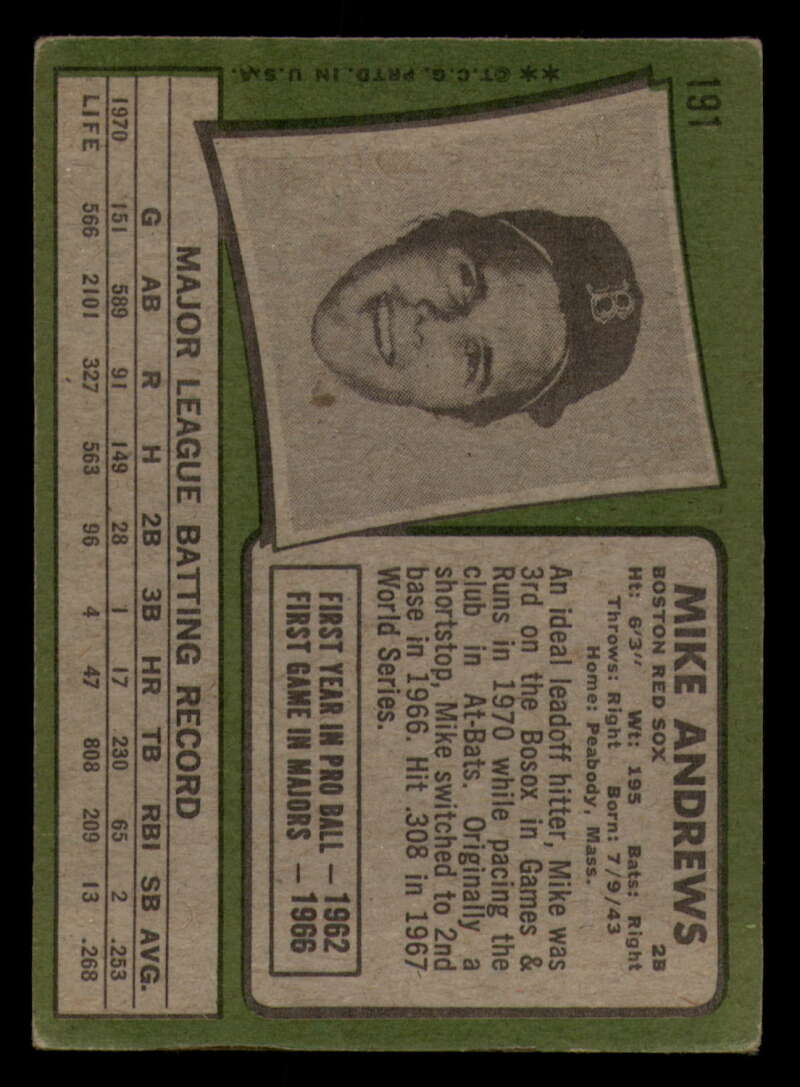 191
**©T.C.G. PRTD. IN U.S.A.
B
MIKE ANDREWS
BOSTON RED SOX 2B
Ht: 6'3" Wt: 195 Bats: Right
Throws: Right Born: 7/9/43
Home: Peabody, Mass.
An ideal leadoff hitter, Mike was
3rd on the Bosox in Games &
Runs in 1970 while pacing the
club in At-Bats. Originally a
shortstop, Mike switched to 2nd
base in 1966. Hit .308 in 1967
World Series.
FIRST YEAR IN PRO BALL — 1962
FIRST GAME IN MAJORS — 1966
MAJOR LEAGUE BATTING RECORD
G AB R H 2B 3B HR TB RBI SB AVG.
1970 151 589 91 149 28 1 17 230 65 2 .253
LIFE 566 2101 327 563 96 4 47 808 209 13 .268